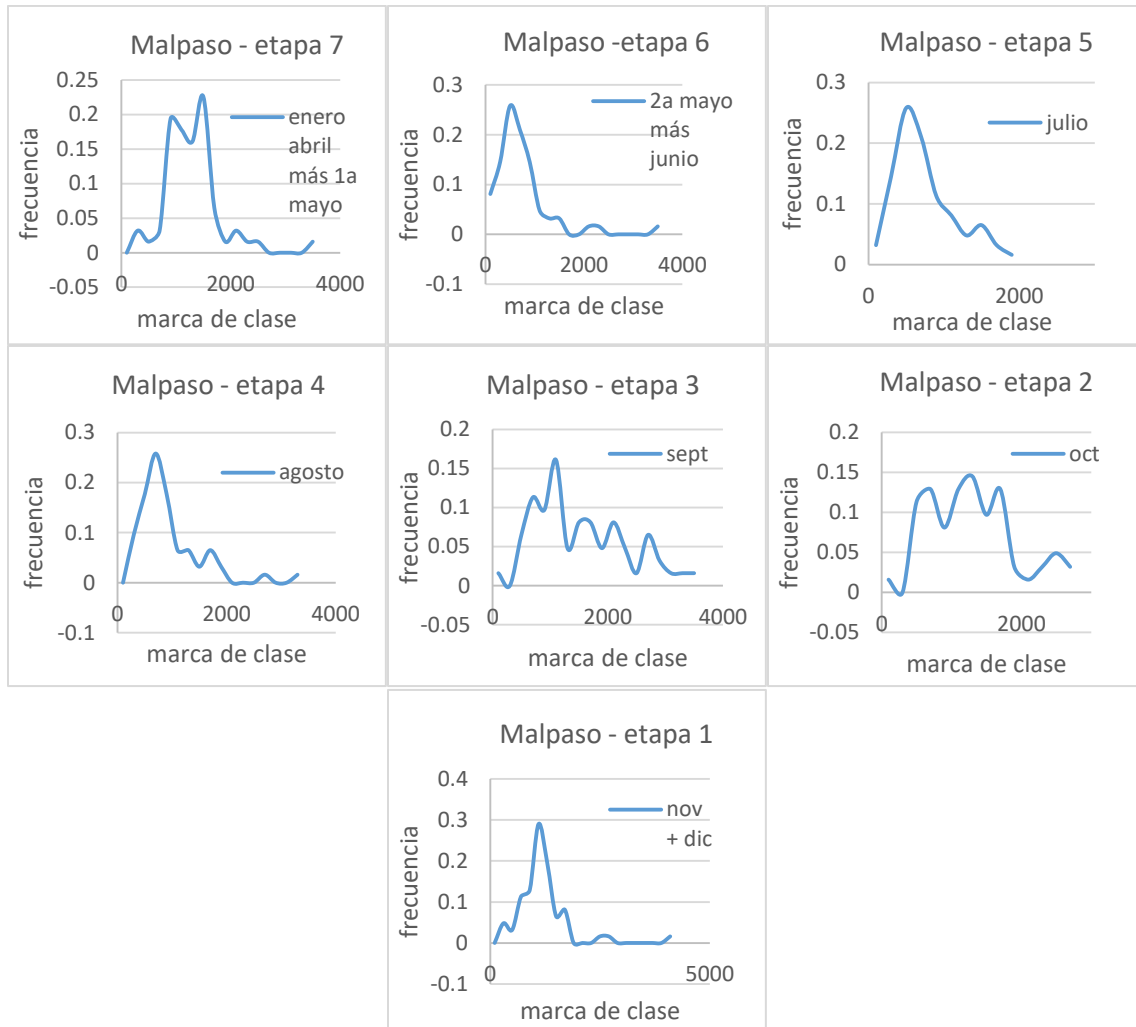 Malpaso - etapa 7
0.25
0.2
0.15
0.1
0.05
0
-0.05
0
2000
4000
frecuencia
marca de clase
enero
abril
más 1a
mayo
Malpaso -etapa 6
0.3
0.2
0.1
0
-0.1
0
2000
4000
frecuencia
marca de clase
2a mayo
más
junio
Malpaso - etapa 5
0.3
0.2
0.1
0
0
2000
frecuencia
marca de clase
julio
Malpaso - etapa 4
0.3
0.2
0.1
0
-0.1
0
2000
4000
frecuencia
marca de clase
agosto
Malpaso - etapa 3
0.2
0.15
0.1
0.05
0
-0.05
0
2000
4000
frecuencia
marca de clase
sept
Malpaso - etapa 2
0.2
0.15
0.1
0.05
0
-0.05
0
2000
frecuencia
marca de clase
oct
Malpaso - etapa 1
0.4
0.3
0.2
0.1
0
-0.1
0
5000
frecuencia
marca de clase
nov
+ dic